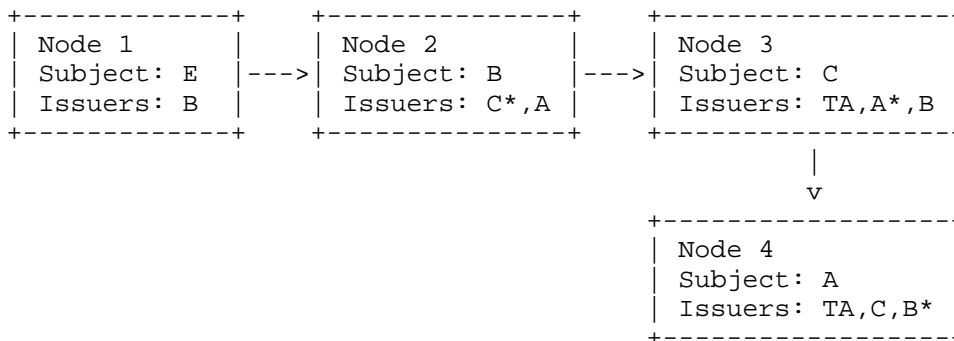 Node 1 Node 2 Node 3
Subject: E Subject: B Subject: C
Issuers: B Issuers: C*,A Issuers: TA,A*,B
Node 4
Subject: A
Issuers: TA,C,B*